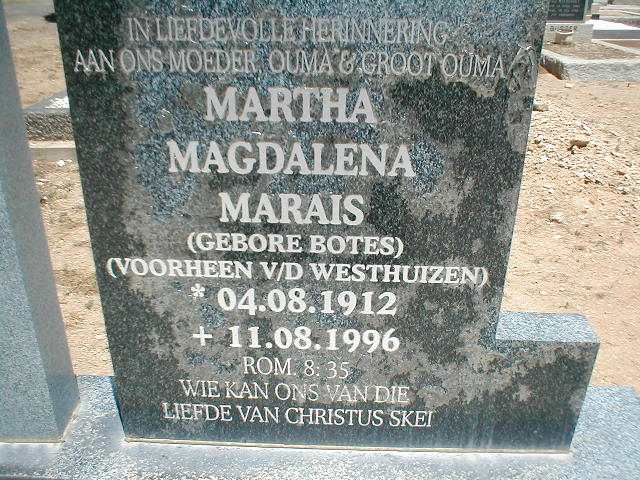 IN LIEFDEVOLLE HERINNERING
AAN ONS MOEDER, OUMA & GROOT OUMA
MARTHA
MAGDALENA
MARAIS
(GEBORE BOTES)
(VOORHEEN V/D WESTHUIZEN)
* 04.08.1912
+ 11.08.1996
ROM. 8: 35
WIE KAN ONS VAN DIE
LIEFDE VAN CHRISTUS SKEI